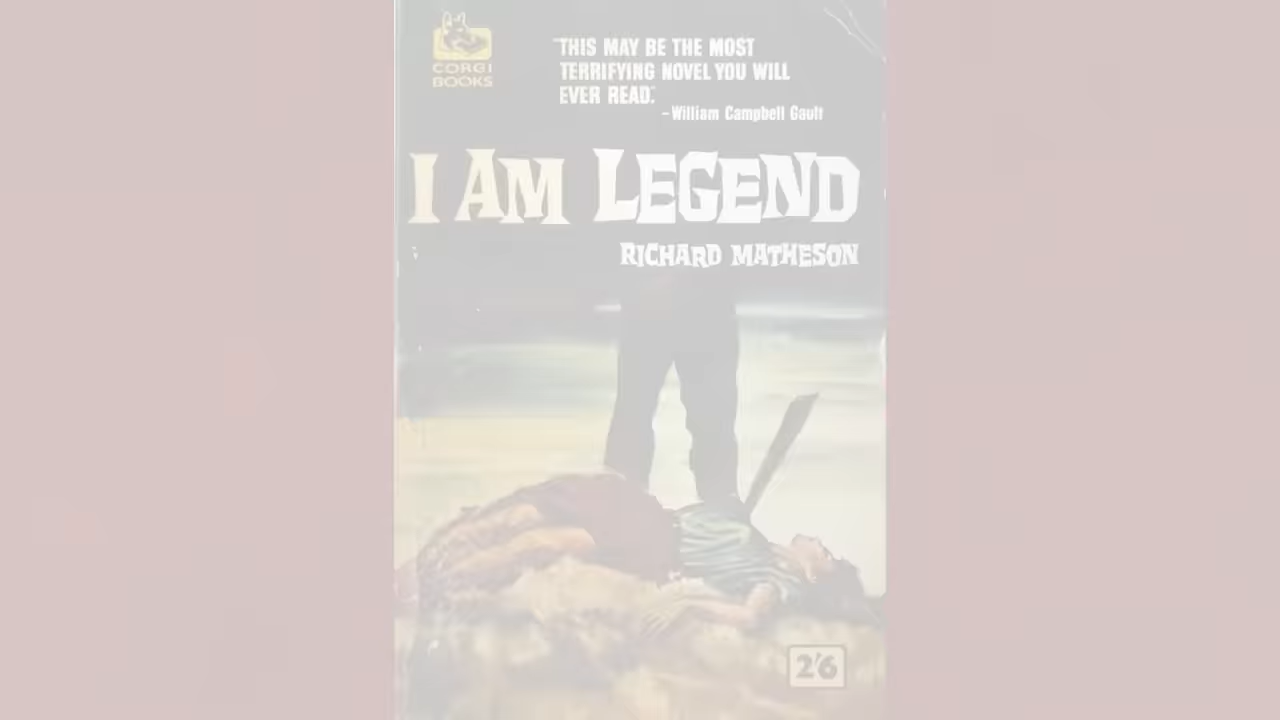 CORGI
BOOKS
"THIS MAY BE THE MOST
TERRIFYING NOVEL YOU WILL
EVER READ."
-William Campbell Gault
I AM LEGEND
RICHARD MATHESON
2'6